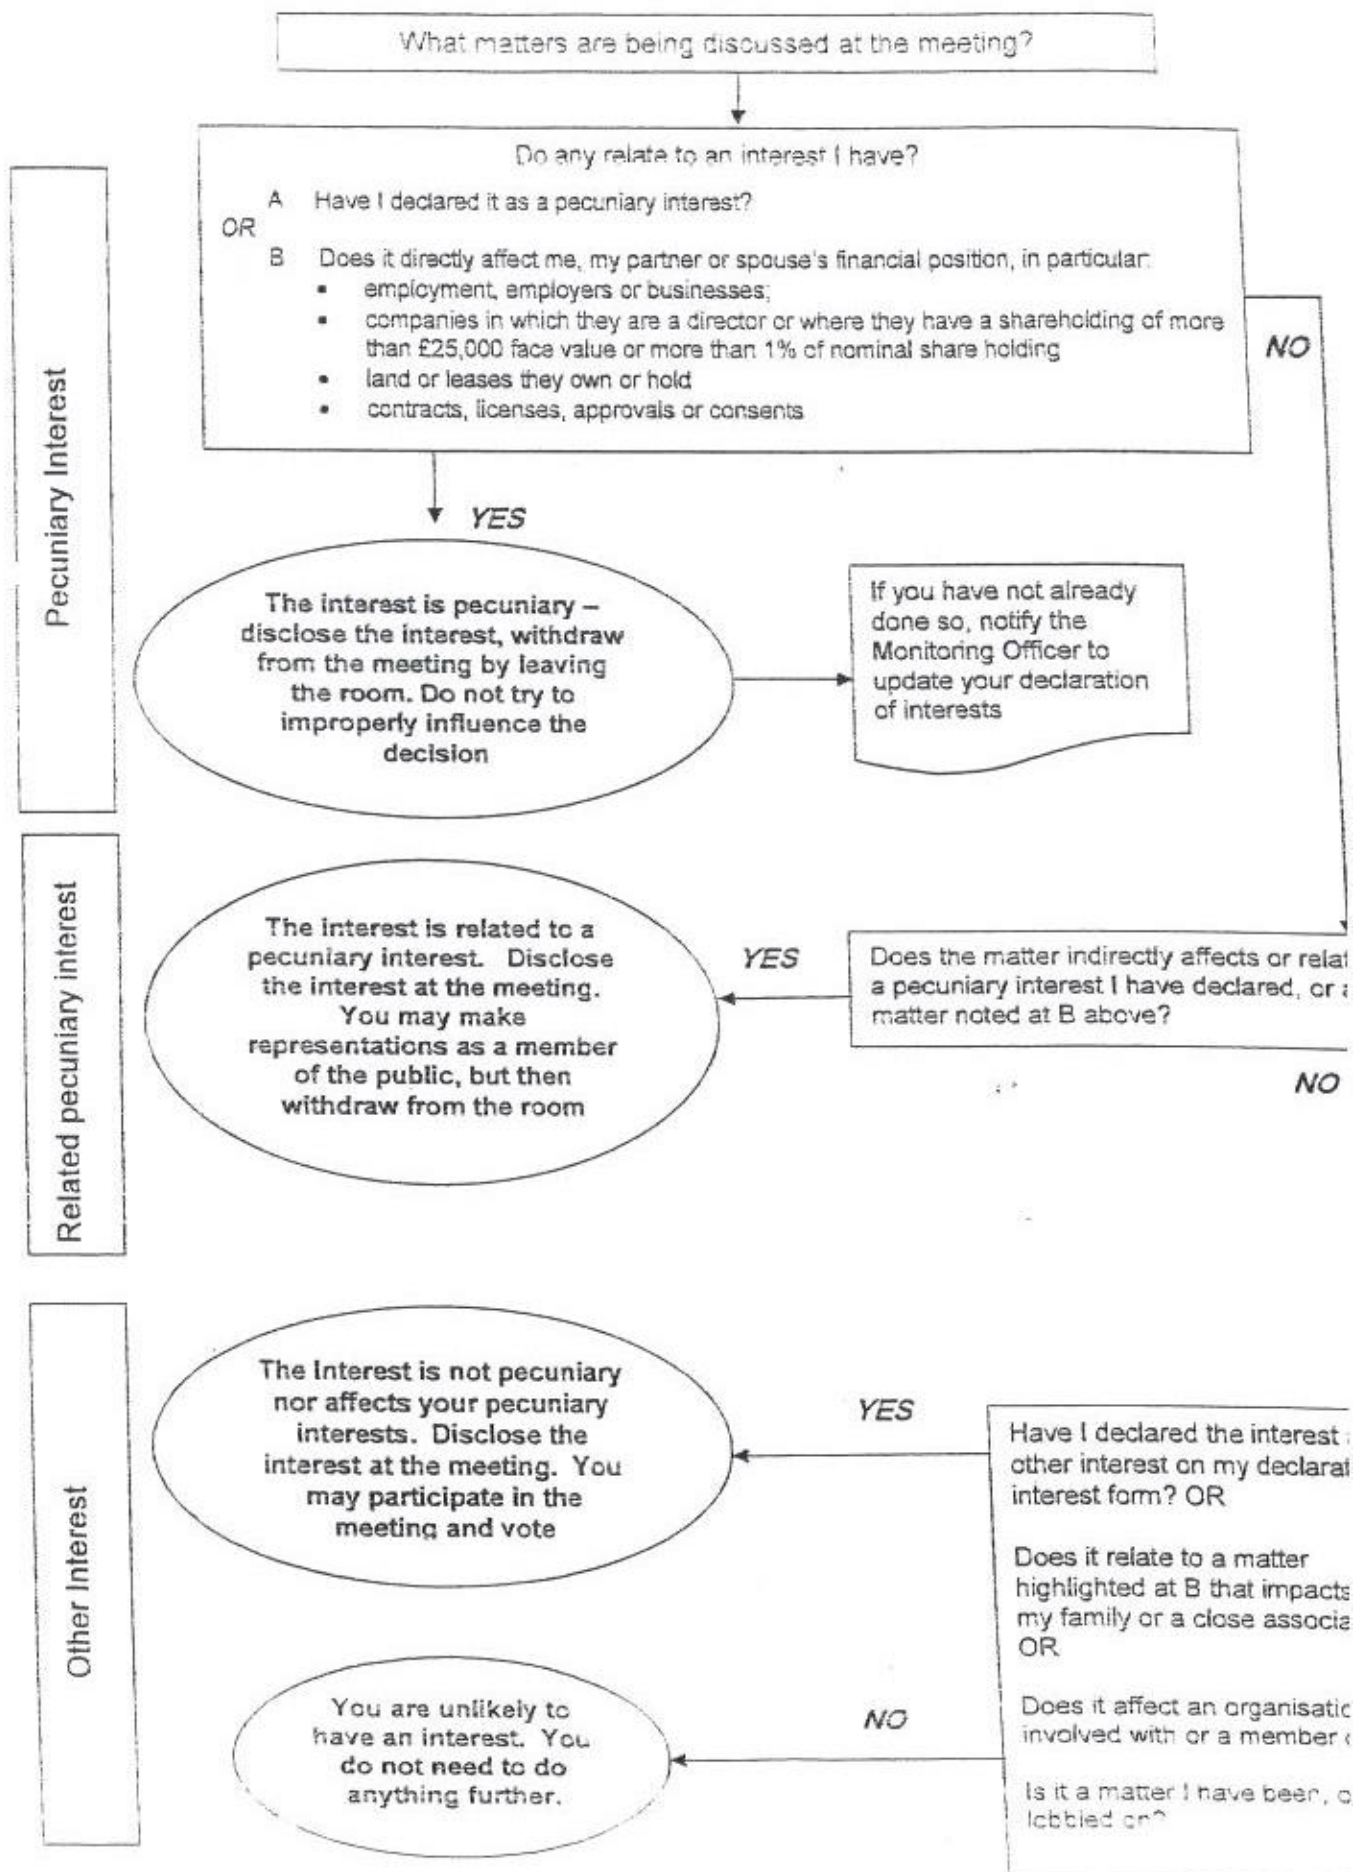 What matters are being discussed at the meeting?
Do any relate to an interest I have?
A Have I declared it as a pecuniary interest?
OR
B Does it directly affect me, my partner or spouse's financial position, in particular:
▪ employment, employers or businesses;
▪ companies in which they are a director or where they have a shareholding of more
than £25,000 face value or more than 1% of nominal share holding
• land or leases they own or hold
• contracts, licenses, approvals or consents
NO
Pecuniary Interest
YES
The interest is pecuniary –
disclose the interest, withdraw
from the meeting by leaving
the room. Do not try to
improperly influence the
decision
If you have not already
done so, notify the
Monitoring Officer to
update your declaration
of interests
Related pecuniary interest
The interest is related to a
pecuniary interest. Disclose
the interest at the meeting.
You may make
representations as a member
of the public, but then
withdraw from the room
YES
Does the matter indirectly affects or relat
a pecuniary interest I have declared, or a
matter noted at B above?
NO
Other Interest
The Interest is not pecuniary
nor affects your pecuniary
interests. Disclose the
interest at the meeting. You
may participate in the
meeting and vote
YES
Have I declared the interest
other interest on my declarat
interest form? OR
Does it relate to a matter
highlighted at B that impacts
my family or a close associa
OR
Does it affect an organisatio
involved with or a member
Is it a matter I have been, o
lobbied on?
NO
You are unlikely to
have an interest. You
do not need to do
anything further.